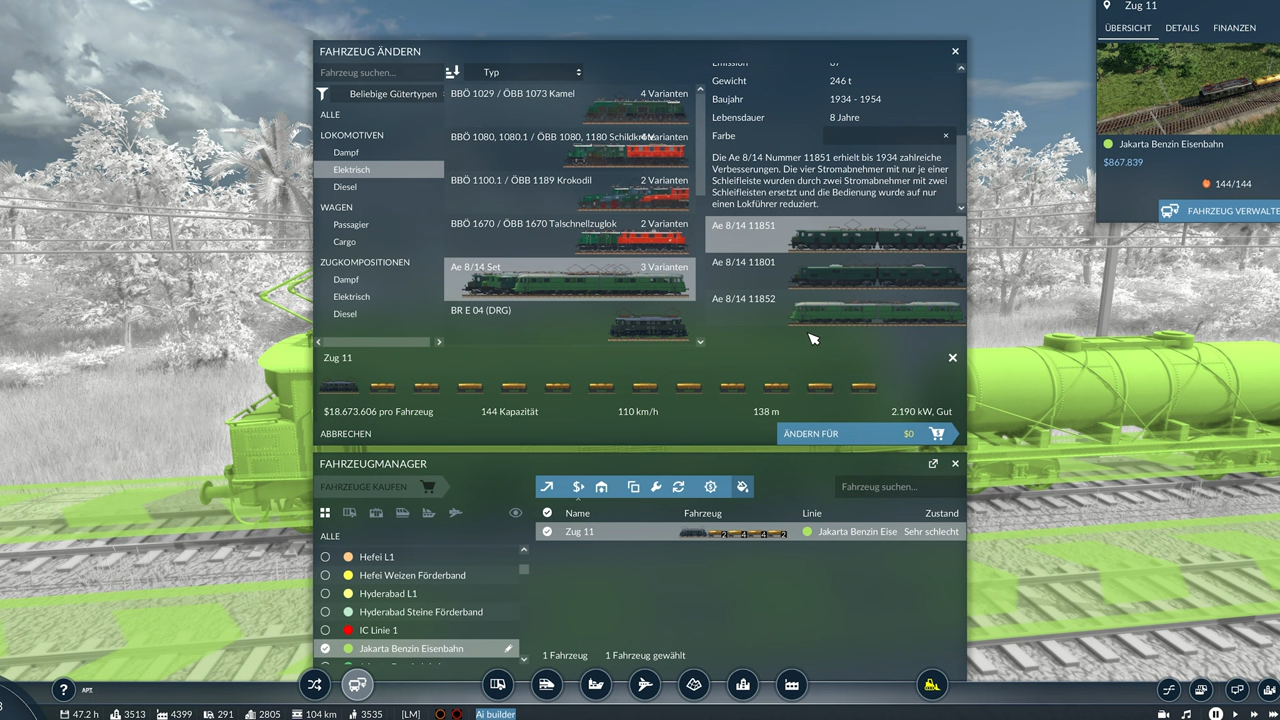 Zug 11
ÜBERSICHT DETAILS FINANZEN
Jakarta Benzin Eisenbahn
$867.839
144/144
FAHRZEUG VERWALTE
FAHRZEUG ÄNDERN
Fahrzeug suchen...
Typ
Beliebige Gütertypen
ALLE
LOKOMOTIVEN
Dampf
Elektrisch
Diesel
WAGEN
Passagier
Cargo
ZUGKOMPOSITIONEN
Dampf
Elektrisch
Diesel
BBÖ 1029 / ÖBB 1073 Kamel 4 Varianten
BBÖ 1080, 1080.1 / ÖBB 1080, 1180 Schildkröte Varianten
BBÖ 1100.1 / ÖBB 1189 Krokodil 2 Varianten
BBÖ 1670 / ÖBB 1670 Talschnellzuglok 2 Varianten
Ae 8/14 Set 3 Varianten
BR E 04 (DRG)
Emission 67
Gewicht 246 t
Baujahr 1934 - 1954
Lebensdauer 8 Jahre
Farbe
Die Ae 8/14 Nummer 11851 erhielt bis 1934 zahlreiche
Verbesserungen. Die vier Stromabnehmer mit nur je einer
Schleifleiste wurden durch zwei Stromabnehmer mit zwei
Schleifleisten ersetzt und die Bedienung wurde auf nur
einen Lokführer reduziert.
Ae 8/14 11851
Ae 8/14 11801
Ae 8/14 11852
Zug 11
$18.673.606 pro Fahrzeug 144 Kapazität 110 km/h 138 m 2.190 kW, Gut
ABBRECHEN
ÄNDERN FÜR $0
FAHRZEUGMANAGER
FAHRZEUGE KAUFEN
Fahrzeug suchen...
Name Fahrzeug Linie Zustand
Zug 11 2 4 4 2 Jakarta Benzin Eise Sehr schlecht
ALLE
Hefei L1
Hefei Weizen Förderband
Hyderabad L1
Hyderabad Steine Förderband
IC Linie 1
Jakarta Benzin Eisenbahn
1 Fahrzeug 1 Fahrzeug gewählt
?
47.2 h 3513 4399 291 2805 104 km 3535 [LM] Ai builder